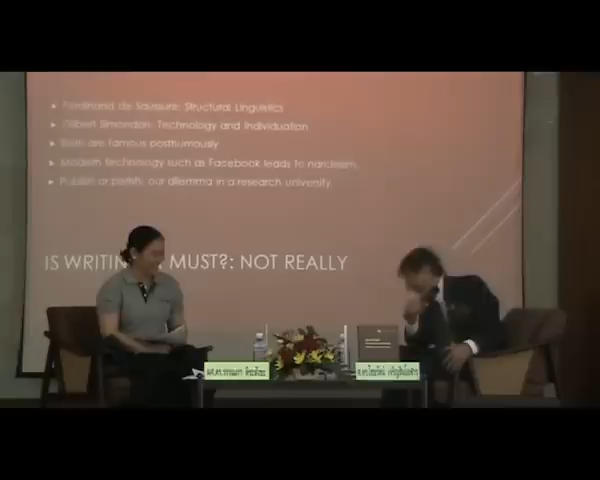 Ferdinand de Saussure: Structural Linguistics
Gilbert Simondon: Technology and Individuation
Both are famous posthumously
Modern technology such as Facebook leads to narcissism.
Publish or perish: our dilemma in a research university.
IS WRITING A MUST?: NOT REALLY